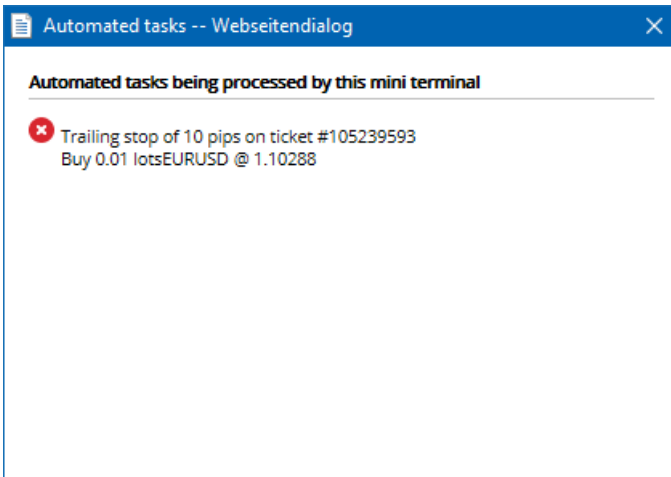 Automated tasks -- Webseitendialog
Automated tasks being processed by this mini terminal
Trailing stop of 10 pips on ticket #105239593
Buy 0.01 lotsEURUSD @ 1.10288